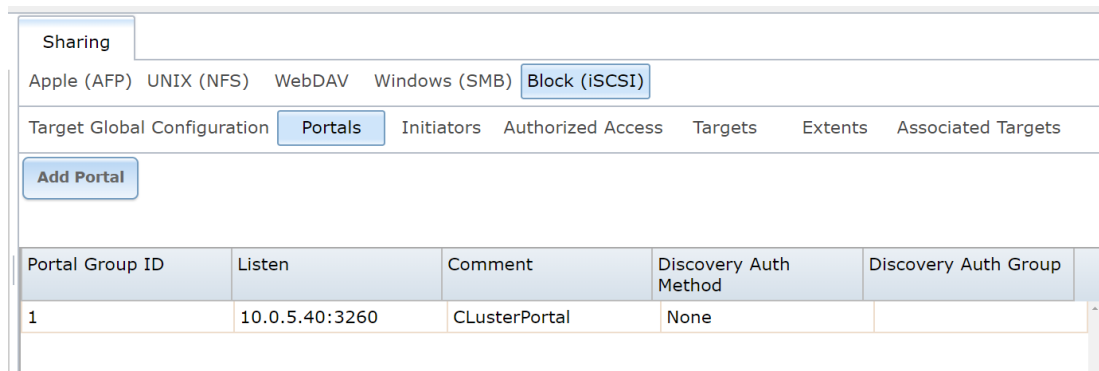 Sharing
Apple (AFP) UNIX (NFS) WebDAV Windows (SMB) Block (iSCSI)
Target Global Configuration Portals Initiators Authorized Access Targets Extents Associated Targets
Add Portal
Portal Group ID Listen Comment Discovery Auth Method Discovery Auth Group
1 10.0.5.40:3260 CLusterPortal None